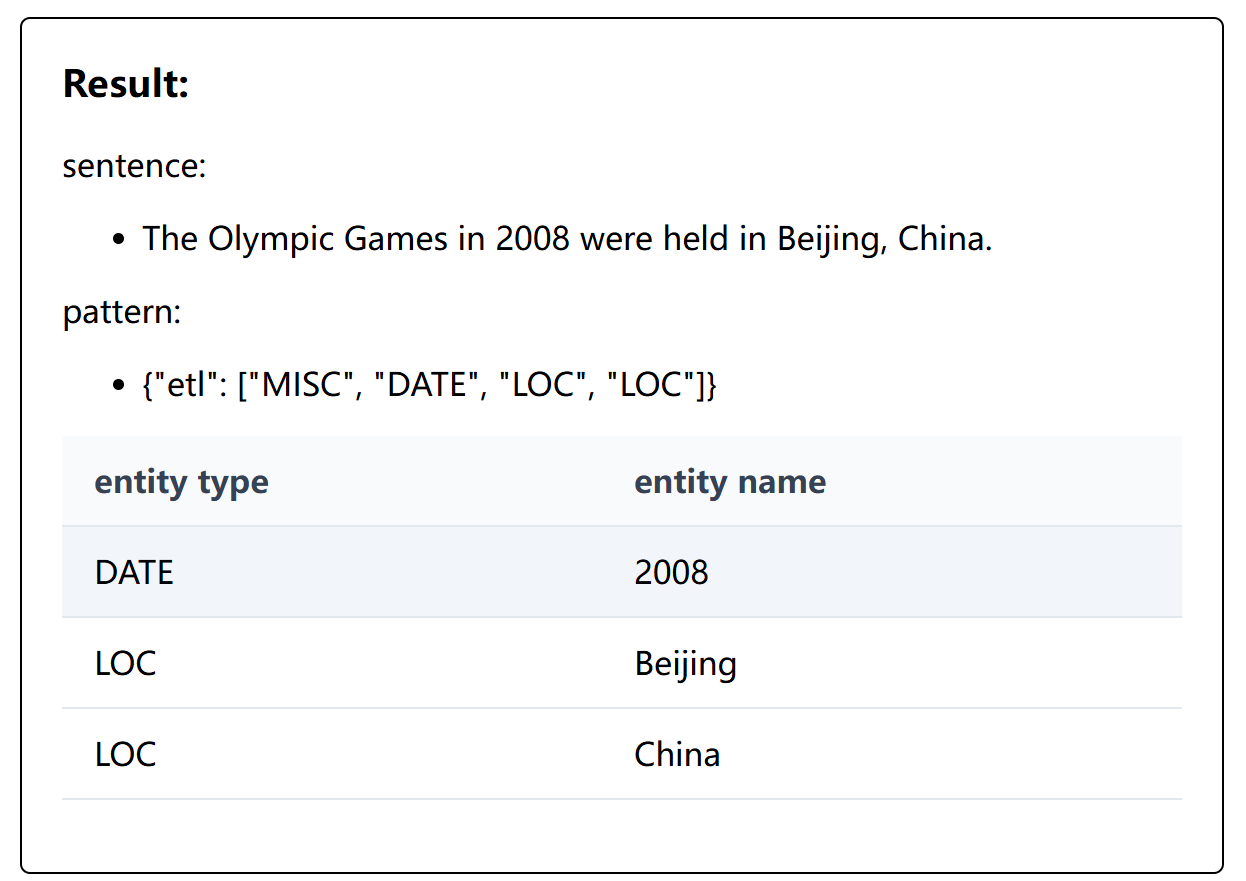 Result:
sentence:
• The Olympic Games in 2008 were held in Beijing, China.
pattern:
• {"etl": ["MISC", "DATE", "LOC", "LOC"]}
entity type entity name
DATE 2008
LOC Beijing
LOC China